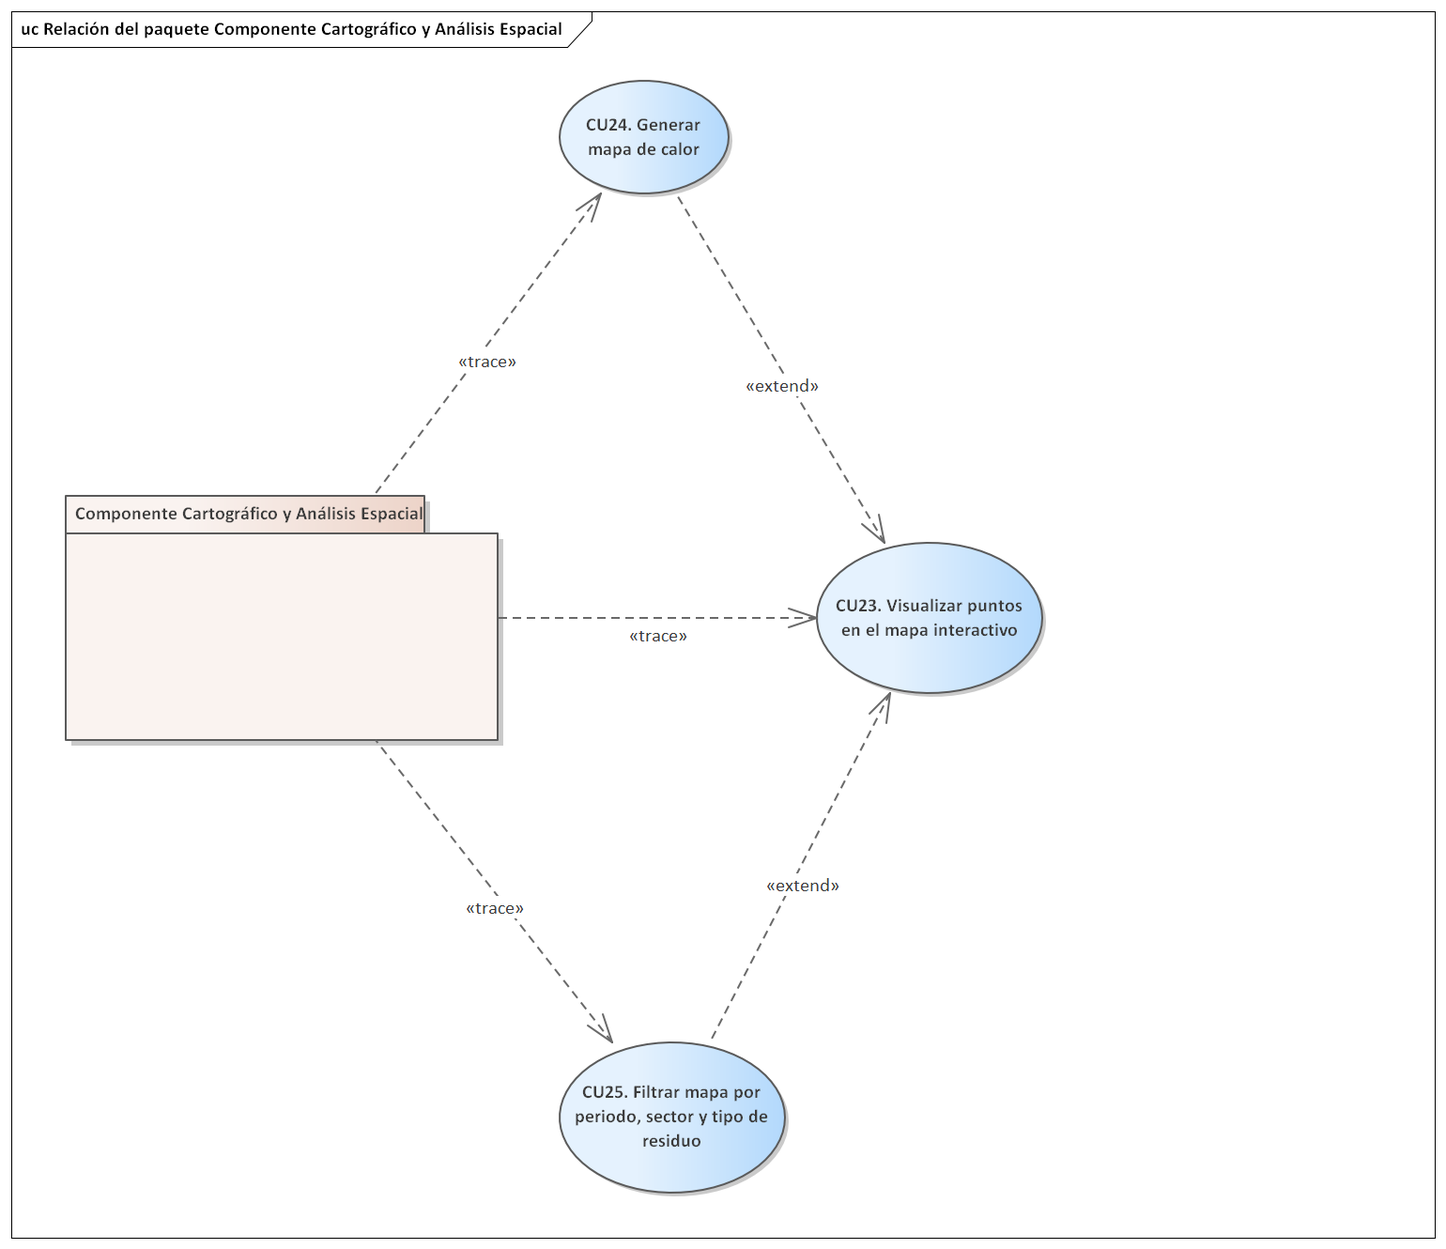 uc Relación del paquete Componente Cartográfico y Análisis Espacial
CU24. Generar
mapa de calor
«trace»
«extend»
Componente Cartográfico y Análisis Espacial
CU23. Visualizar puntos
en el mapa interactivo
«trace»
«extend»
«trace»
CU25. Filtrar mapa por
periodo, sector y tipo de
residuo